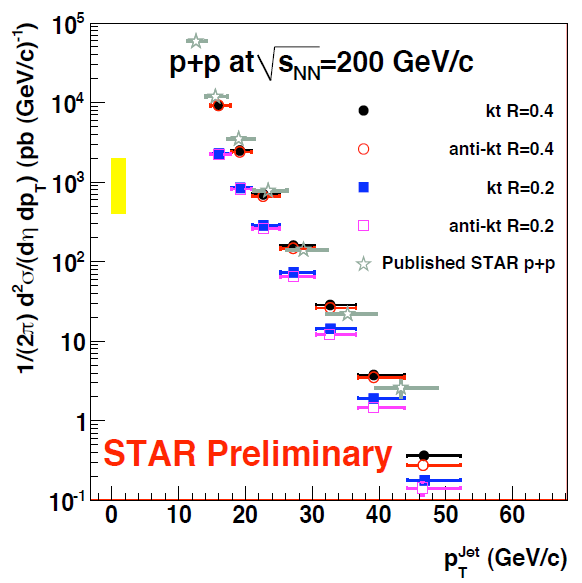 p+p at √s_NN=200 GeV/c
kt R=0.4
anti-kt R=0.4
kt R=0.2
anti-kt R=0.2
Published STAR p+p
STAR Preliminary
1/(2π) d²σ/(dη dp_T) (pb (GeV/c)⁻¹)
10⁵
10⁴
10³
10²
10
1
10⁻¹
0 10 20 30 40 50 60
p_T^Jet (GeV/c)